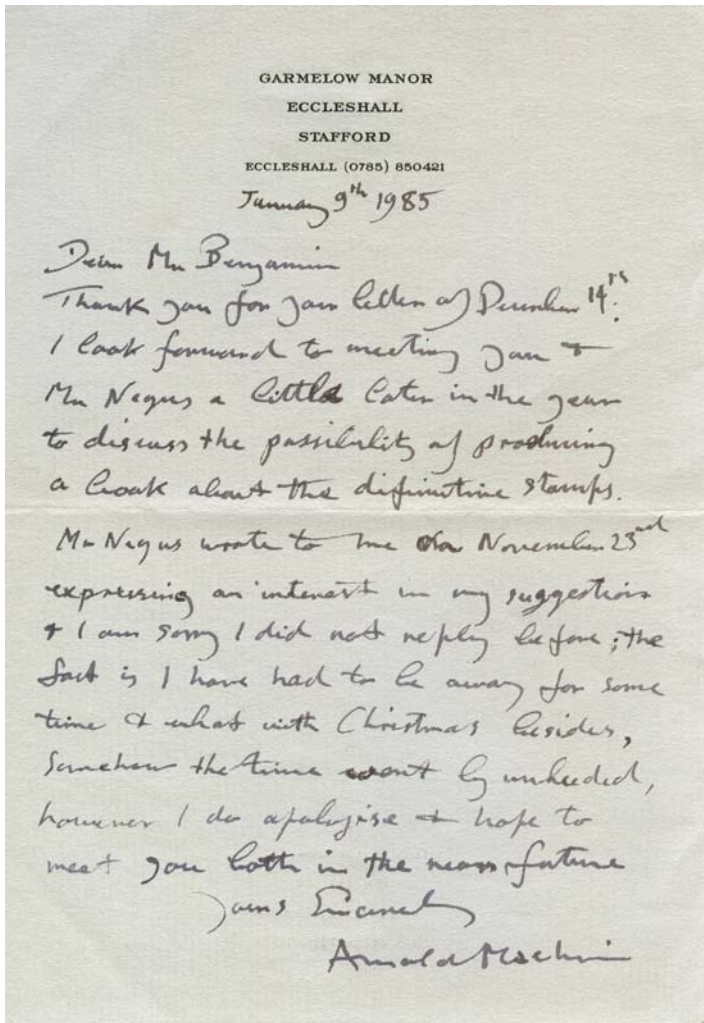 GARMELOW MANOR
ECCLESHALL
STAFFORD
ECCLESHALL (0785) 850421
January 9th 1985
Dear Mr Benjamin
Thank you for your letter of December 14th.
I look forward to meeting you &
Mr Negus a little later in the year
to discuss the possibility of producing
a book about the difinitive stamps.
Mr Negus wrote to me on November 23rd
expressing an interest in my suggestion
& I am sorry I did not reply before; the
fact is I have had to be away for some
time & what with Christmas besides,
somehow the time went by unheeded,
however I do apologise & hope to
meet you both in the near future
Yours Sincerely
Arnold Machin